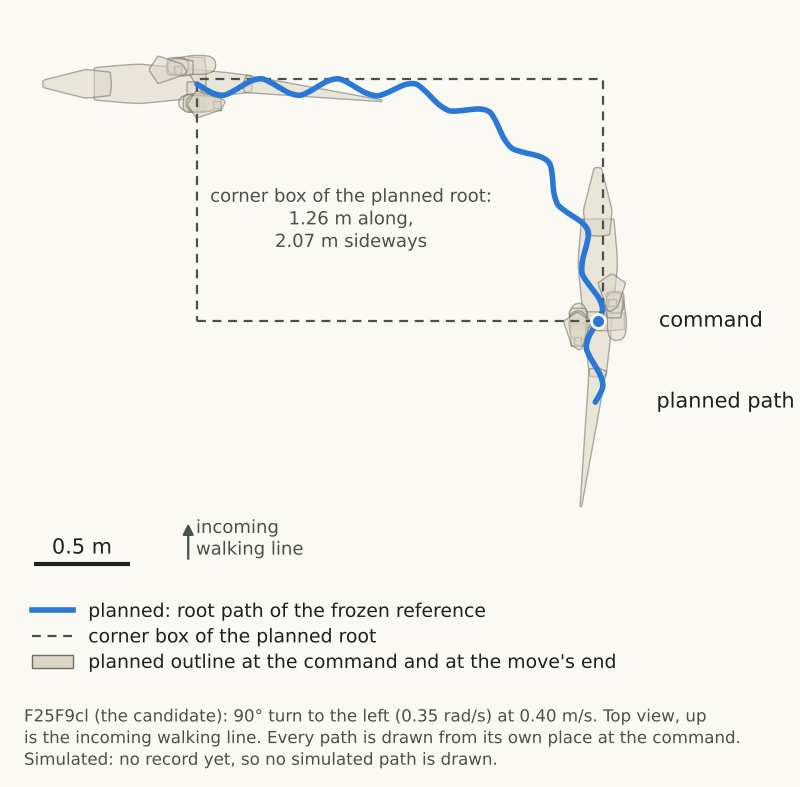 corner box of the planned root:
1.26 m along,
2.07 m sideways
command
planned path
0.5 m
incoming
walking line
planned: root path of the frozen reference
corner box of the planned root
planned outline at the command and at the move's end
F25F9cl (the candidate): 90° turn to the left (0.35 rad/s) at 0.40 m/s. Top view, up
is the incoming walking line. Every path is drawn from its own place at the command.
Simulated: no record yet, so no simulated path is drawn.